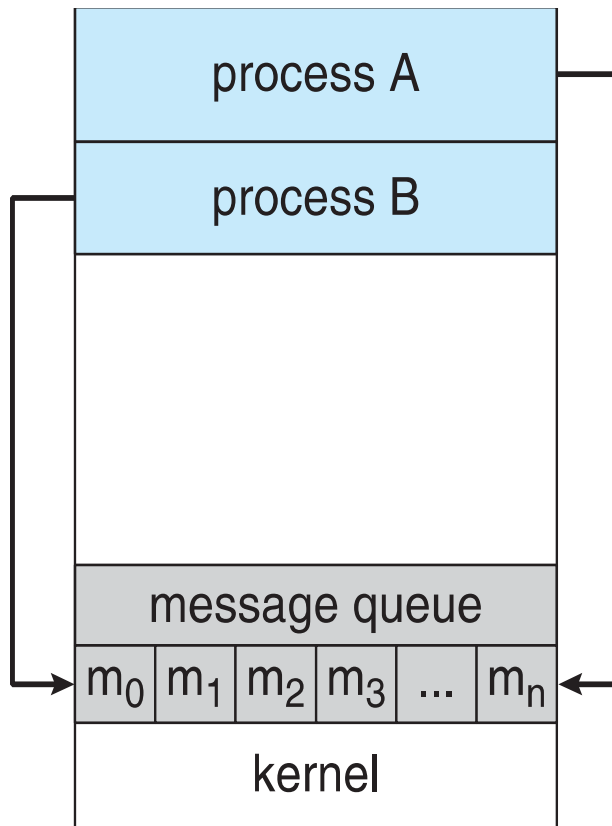 process A
process B
message queue
m₀ m₁ m₂ m₃ ... mₙ
kernel